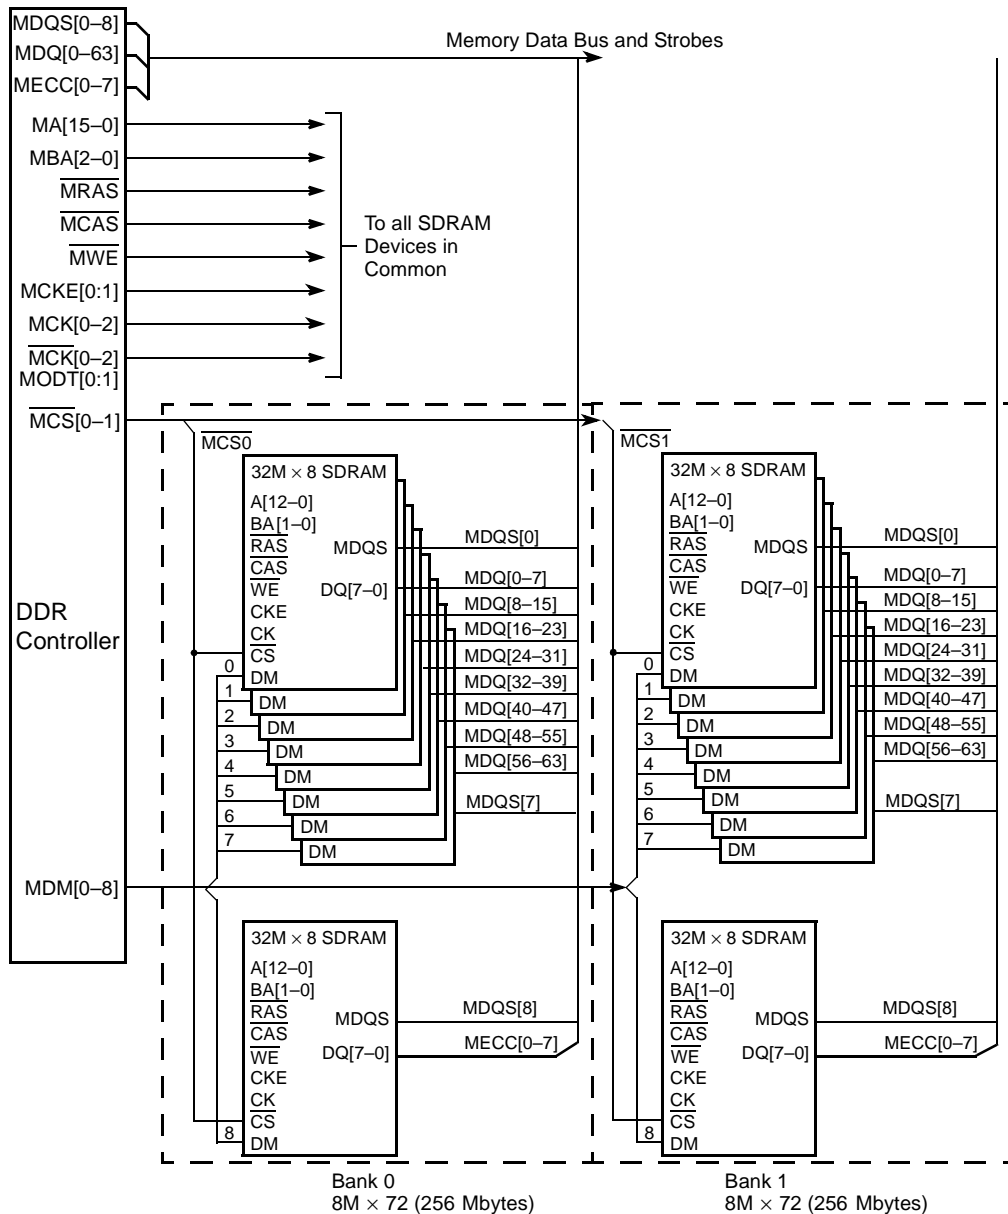 MDQS[0–8]
MDQ[0–63]
MECC[0–7]
Memory Data Bus and Strobes
MA[15–0]
MBA[2–0]
MRAS
MCAS
MWE
MCKE[0:1]
MCK[0–2]
MCK[0–2]
MODT[0:1]
MCS[0–1]
To all SDRAM
Devices in
Common
DDR
Controller
MDM[0–8]
MCS0
32M × 8 SDRAM
A[12–0]
BA[1–0]
RAS
CAS
WE
CKE
CK
CS
DM
MDQS
DQ[7–0]
0
1
2
3
4
5
6
7
DM
DM
DM
DM
DM
DM
DM
MDQS[0]
MDQ[0–7]
MDQ[8–15]
MDQ[16–23]
MDQ[24–31]
MDQ[32–39]
MDQ[40–47]
MDQ[48–55]
MDQ[56–63]
MDQS[7]
32M × 8 SDRAM
A[12–0]
BA[1–0]
RAS
CAS
WE
CKE
CK
CS
8
DM
MDQS
DQ[7–0]
MDQS[8]
MECC[0–7]
Bank 0
8M × 72 (256 Mbytes)
MCS1
32M × 8 SDRAM
A[12–0]
BA[1–0]
RAS
CAS
WE
CKE
CK
CS
DM
MDQS
DQ[7–0]
0
1
2
3
4
5
6
7
DM
DM
DM
DM
DM
DM
DM
MDQS[0]
MDQ[0–7]
MDQ[8–15]
MDQ[16–23]
MDQ[24–31]
MDQ[32–39]
MDQ[40–47]
MDQ[48–55]
MDQ[56–63]
MDQS[7]
32M × 8 SDRAM
A[12–0]
BA[1–0]
RAS
CAS
WE
CKE
CK
CS
8
DM
MDQS
DQ[7–0]
MDQS[8]
MECC[0–7]
Bank 1
8M × 72 (256 Mbytes)